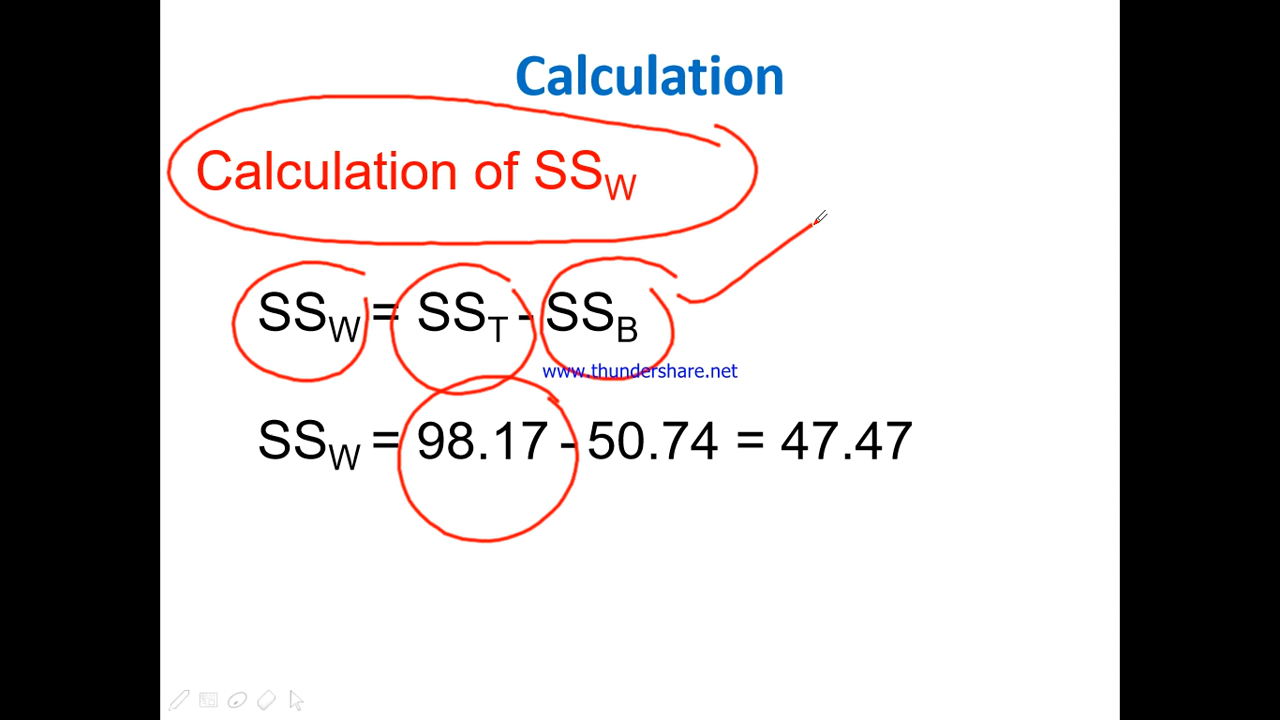 Calculation
Calculation of SSW
SSW = SST - SSB
www.thundershare.net
SSW = 98.17 - 50.74 = 47.47